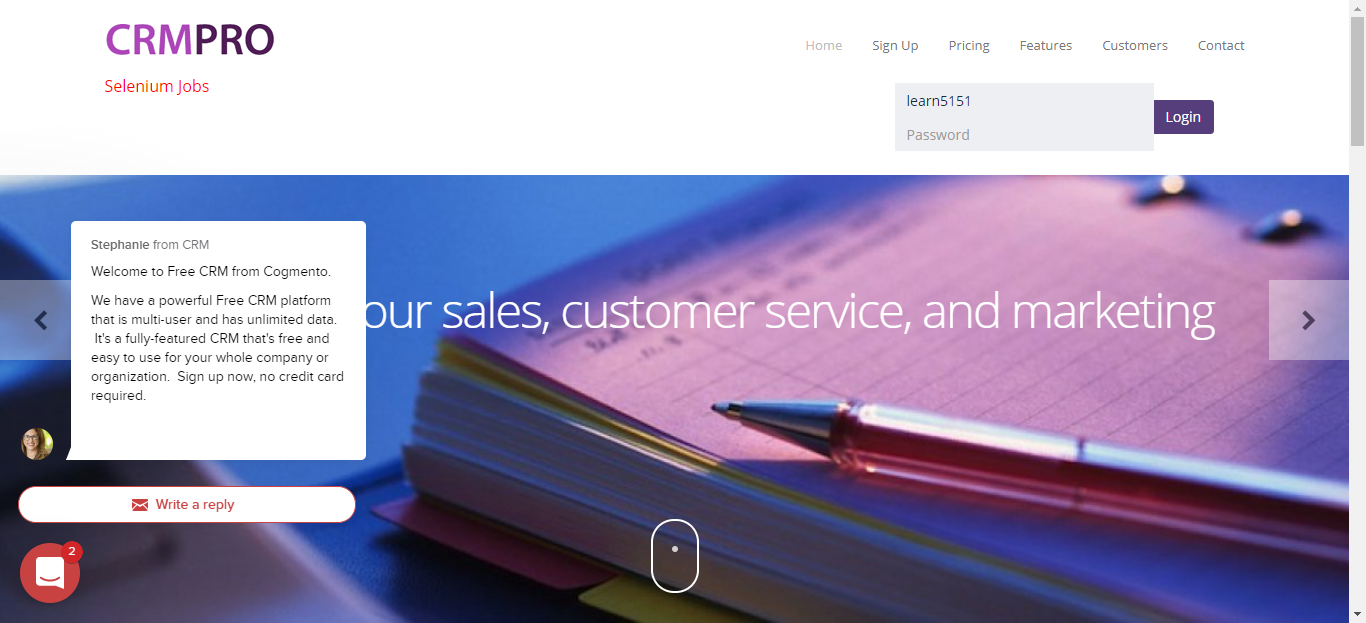 CRMPRO
Home Sign Up Pricing Features Customers Contact
Selenium Jobs
learn5151
Password
Login
Stephanie from CRM
Welcome to Free CRM from Cogmento.
We have a powerful Free CRM platform
that is multi-user and has unlimited data.
It's a fully-featured CRM that's free and
easy to use for your whole company or
organization. Sign up now, no credit card
required.
our sales, customer service, and marketing
Write a reply
2